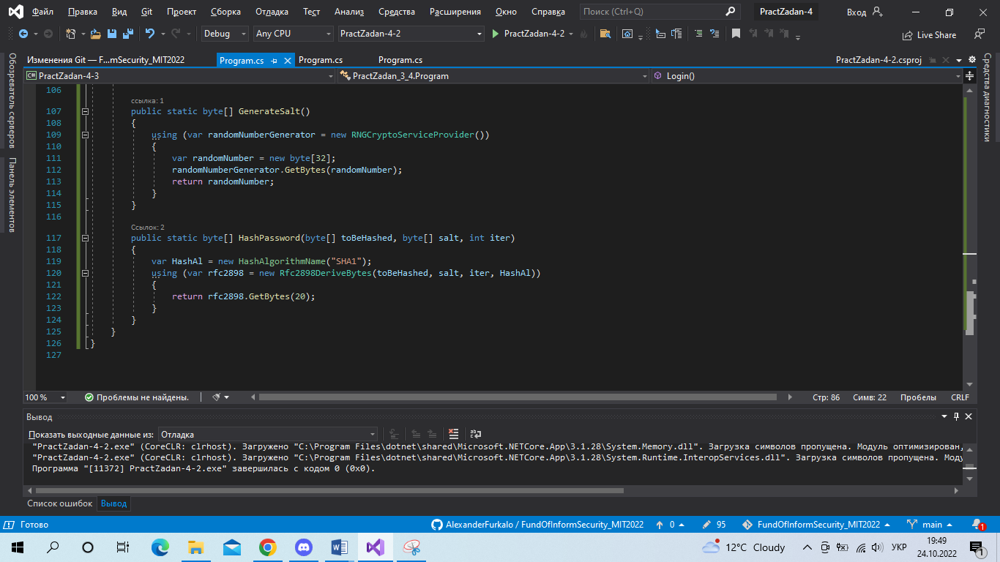 Файл Правка Вид Git Проект Сборка Отладка Тест Анализ Средства Расширения Окно Справка Поиск (Ctrl+Q) PractZadan-4 Вход
Debug Any CPU PractZadan-4-2 PractZadan-4-2 Live Share
Изменения Git — F...mSecurity_MIT2022 Program.cs Program.cs Program.cs PractZadan-4-2.csproj
C# PractZadan-4-3 PractZadan_3_4.Program Login()
Обозреватель серверов
Панель элементов
Средства диагностики
106
ссылка: 1
107 public static byte[] GenerateSalt()
108 {
109 using (var randomNumberGenerator = new RNGCryptoServiceProvider())
110 {
111 var randomNumber = new byte[32];
112 randomNumberGenerator.GetBytes(randomNumber);
113 return randomNumber;
114 }
115 }
116
Ссылок: 2
117 public static byte[] HashPassword(byte[] toBeHashed, byte[] salt, int iter)
118 {
119 var HashAl = new HashAlgorithmName("SHA1");
120 using (var rfc2898 = new Rfc2898DeriveBytes(toBeHashed, salt, iter, HashAl))
121 {
122 return rfc2898.GetBytes(20);
123 }
124 }
125 }
126 }
127
100 % Проблемы не найдены. Стр: 86 Симв: 22 Пробелы CRLF
Вывод
Показать выходные данные из: Отладка
"PractZadan-4-2.exe" (CoreCLR: clrhost). Загружено "C:\Program Files\dotnet\shared\Microsoft.NETCore.App\3.1.28\System.Memory.dll". Загрузка символов пропущена. Модуль оптимизирован,
"PractZadan-4-2.exe" (CoreCLR: clrhost). Загружено "C:\Program Files\dotnet\shared\Microsoft.NETCore.App\3.1.28\System.Runtime.InteropServices.dll". Загрузка символов пропущена. Моду
Программа "[11372] PractZadan-4-2.exe" завершилась с кодом 0 (0x0).
Список ошибок Вывод
Готово AlexanderFurkalo / FundOfInformSecurity_MIT2022 0 95 FundOfInformSecurity_MIT2022 main 1
12°C Cloudy УКР 19:49
24.10.2022 1